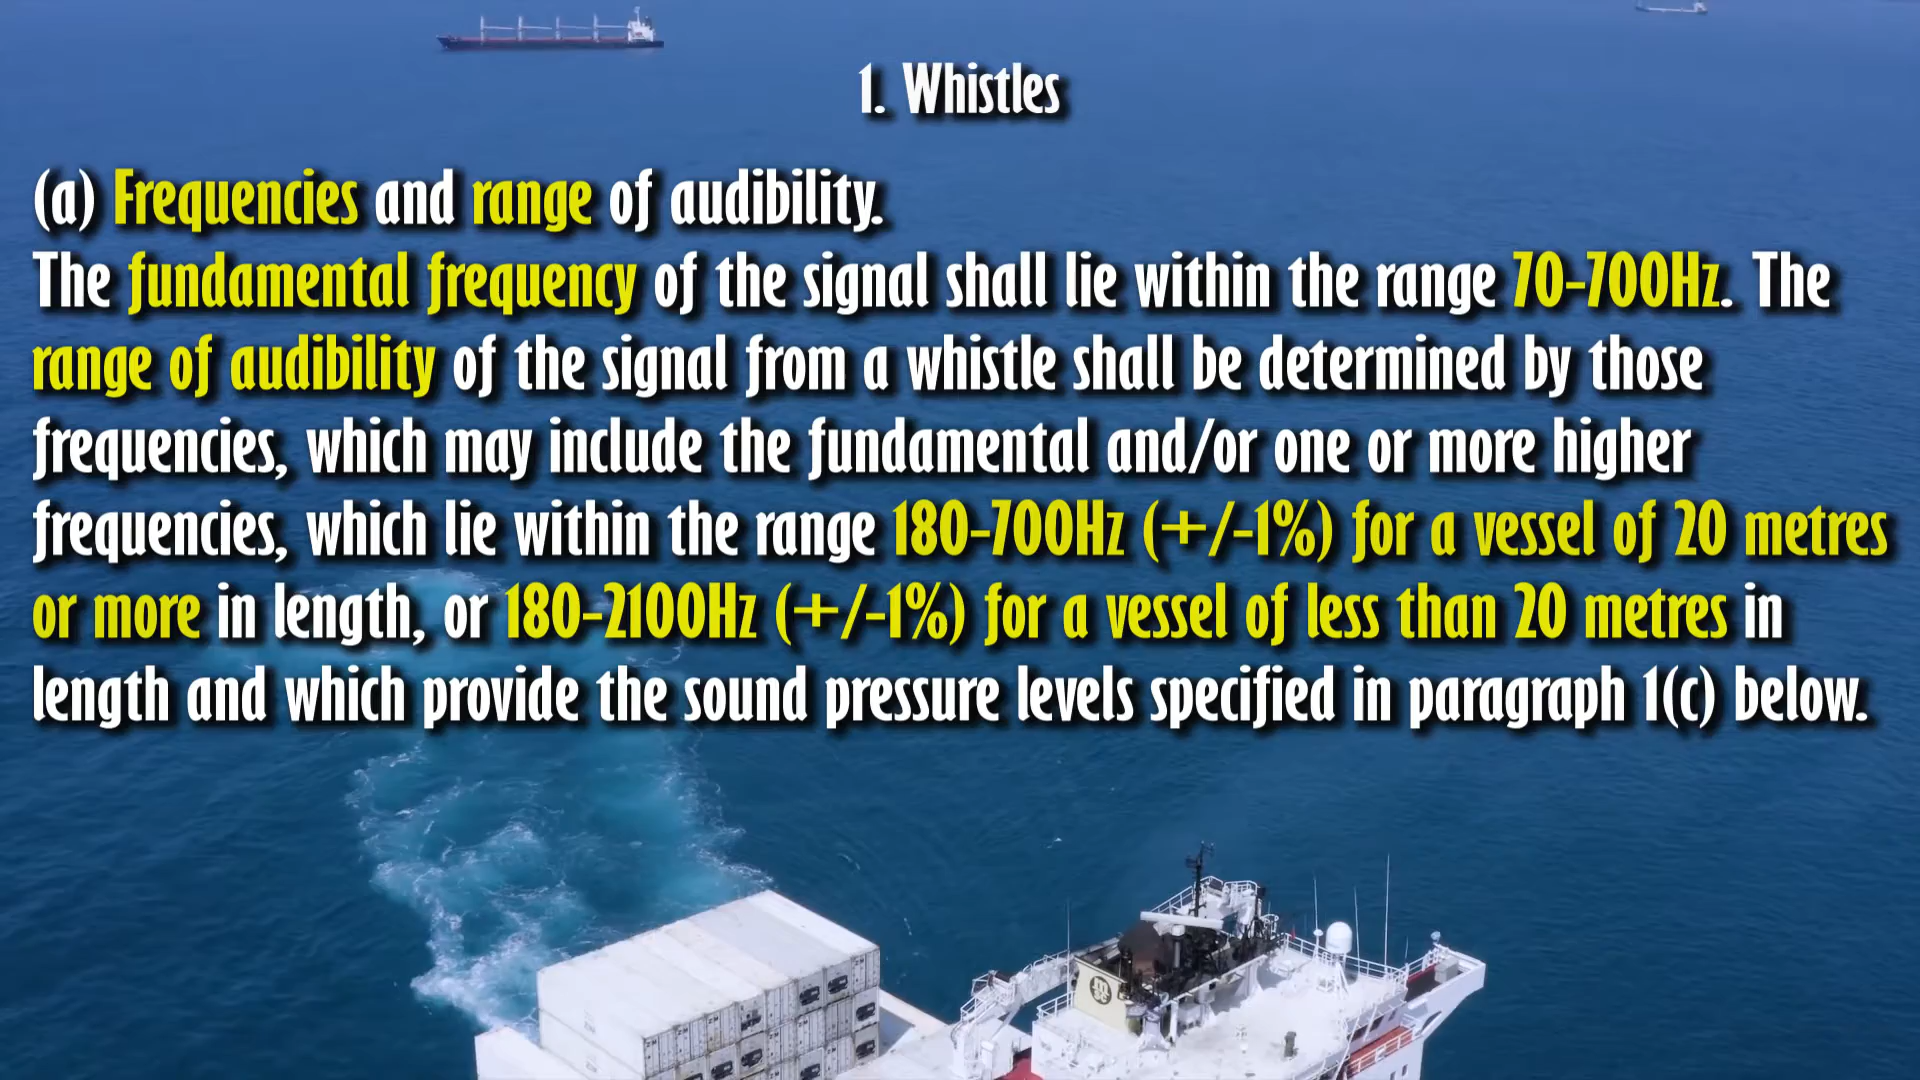 1. Whistles
(a) Frequencies and range of audibility.
The fundamental frequency of the signal shall lie within the range 70-700Hz. The
range of audibility of the signal from a whistle shall be determined by those
frequencies, which may include the fundamental and/or one or more higher
frequencies, which lie within the range 180-700Hz (+/-1%) for a vessel of 20 metres
or more in length, or 180-2100Hz (+/-1%) for a vessel of less than 20 metres in
length and which provide the sound pressure levels specified in paragraph 1(c) below.